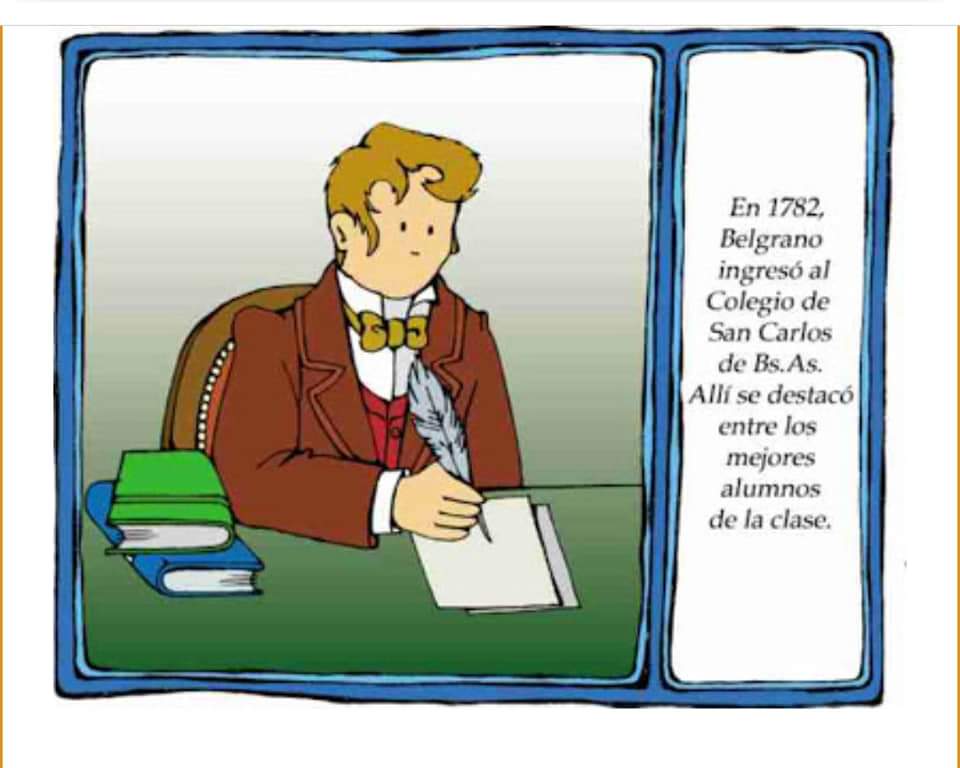 En 1782,
Belgrano
ingresó al
Colegio de
San Carlos
de Bs.As.
Allí se destacó
entre los
mejores
alumnos
de la clase.